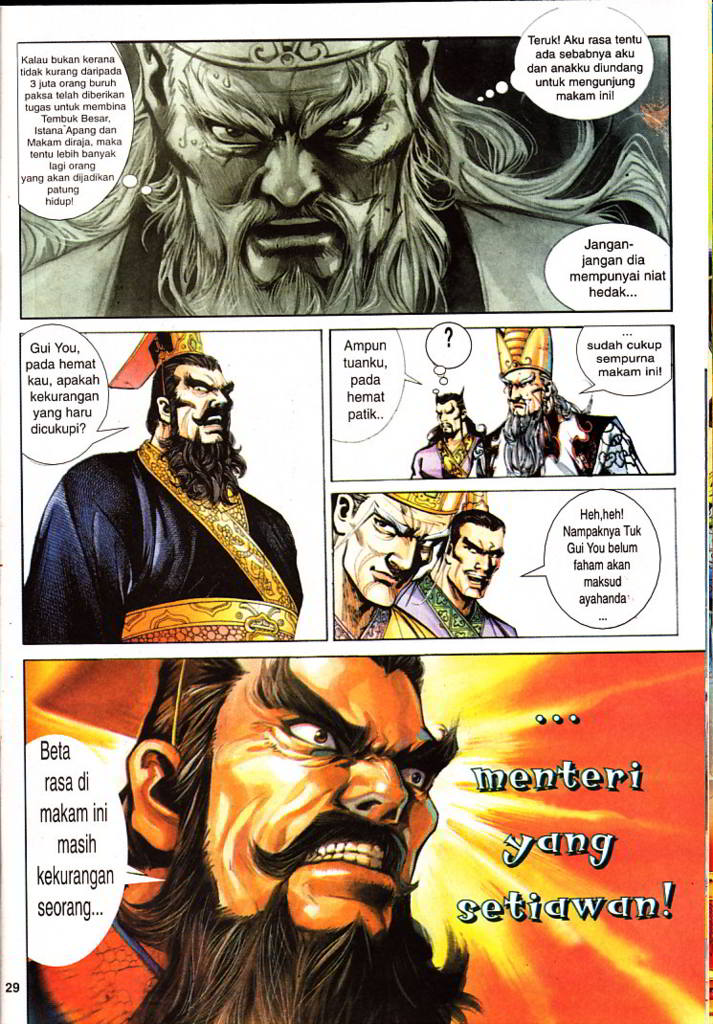 Kalau bukan kerana
tidak kurang daripada
3 juta orang buruh
paksa telah diberikan
tugas untuk membina
Tembuk Besar,
Istana Apang dan
Makam diraja, maka
tentu lebih banyak
lagi orang
yang akan dijadikan
patung
hidup!
Teruk! Aku rasa tentu
ada sebabnya aku
dan anakku diundang
untuk mengunjung
makam ini!
Jangan-
jangan dia
mempunyai niat
hedak...
Gui You,
pada hemat
kau, apakah
kekurangan
yang haru
dicukupi?
Ampun
tuanku,
pada
hemat
patik..
?
...
sudah cukup
sempurna
makam ini!
Heh,heh!
Nampaknya Tuk
Gui You belum
faham akan
maksud
ayahanda
...
Beta
rasa di
makam ini
masih
kekurangan
seorang...
...
menteri
yang
setiawan!
29